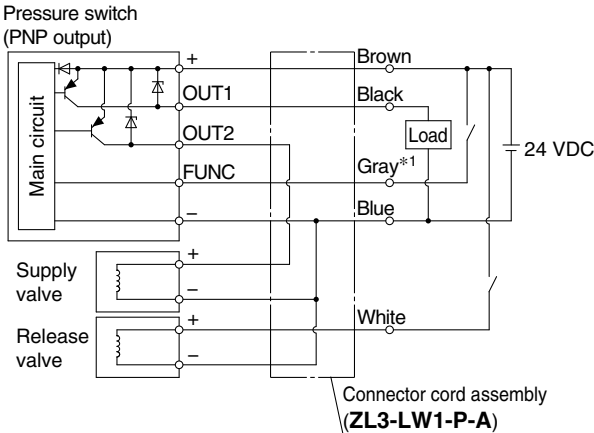 Pressure switch
(PNP output)
Main circuit
+
OUT1
OUT2
FUNC
−
Brown
Black
Load
Gray*1
Blue
24 VDC
Supply
valve
+
−
Release
valve
+
−
White
Connector cord assembly
(ZL3-LW1-P-A)